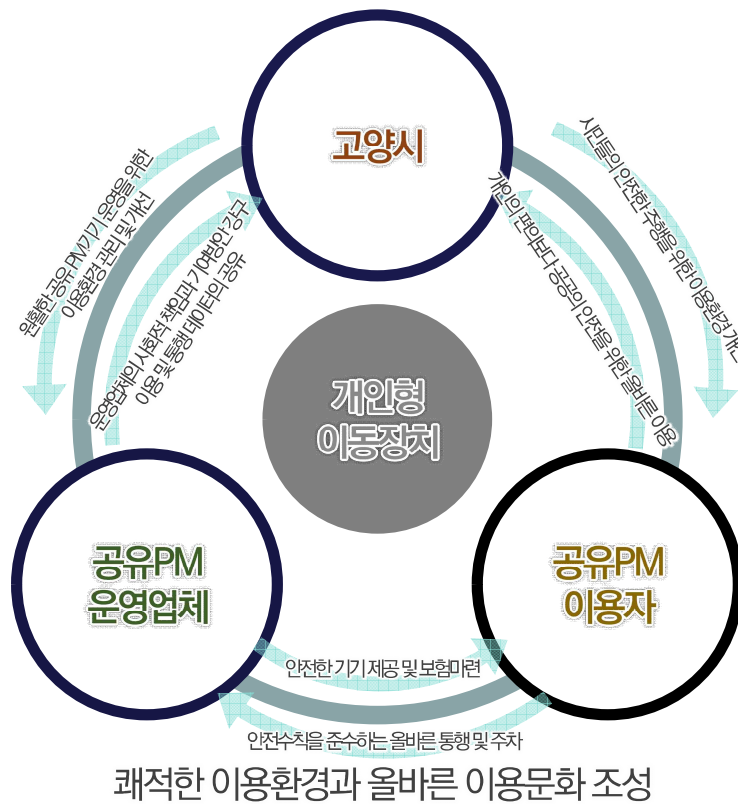 고양시
원활한 공유 PM기기 운영을 위한
이용환경 관리 및 개선
운영업체의 사회적 책임과 기여방안 강구
이용 및 통행 데이터의 공유
시민들의 안전한 주행을 위한 이용환경 개선
개인의 편의보다 공공의 안전을 위한 올바른 이용
개인형
이동장치
공유PM
운영업체
공유PM
이용자
안전한 기기 제공 및 보험마련
안전수칙을 준수하는 올바른 통행 및 주차
쾌적한 이용환경과 올바른 이용문화 조성